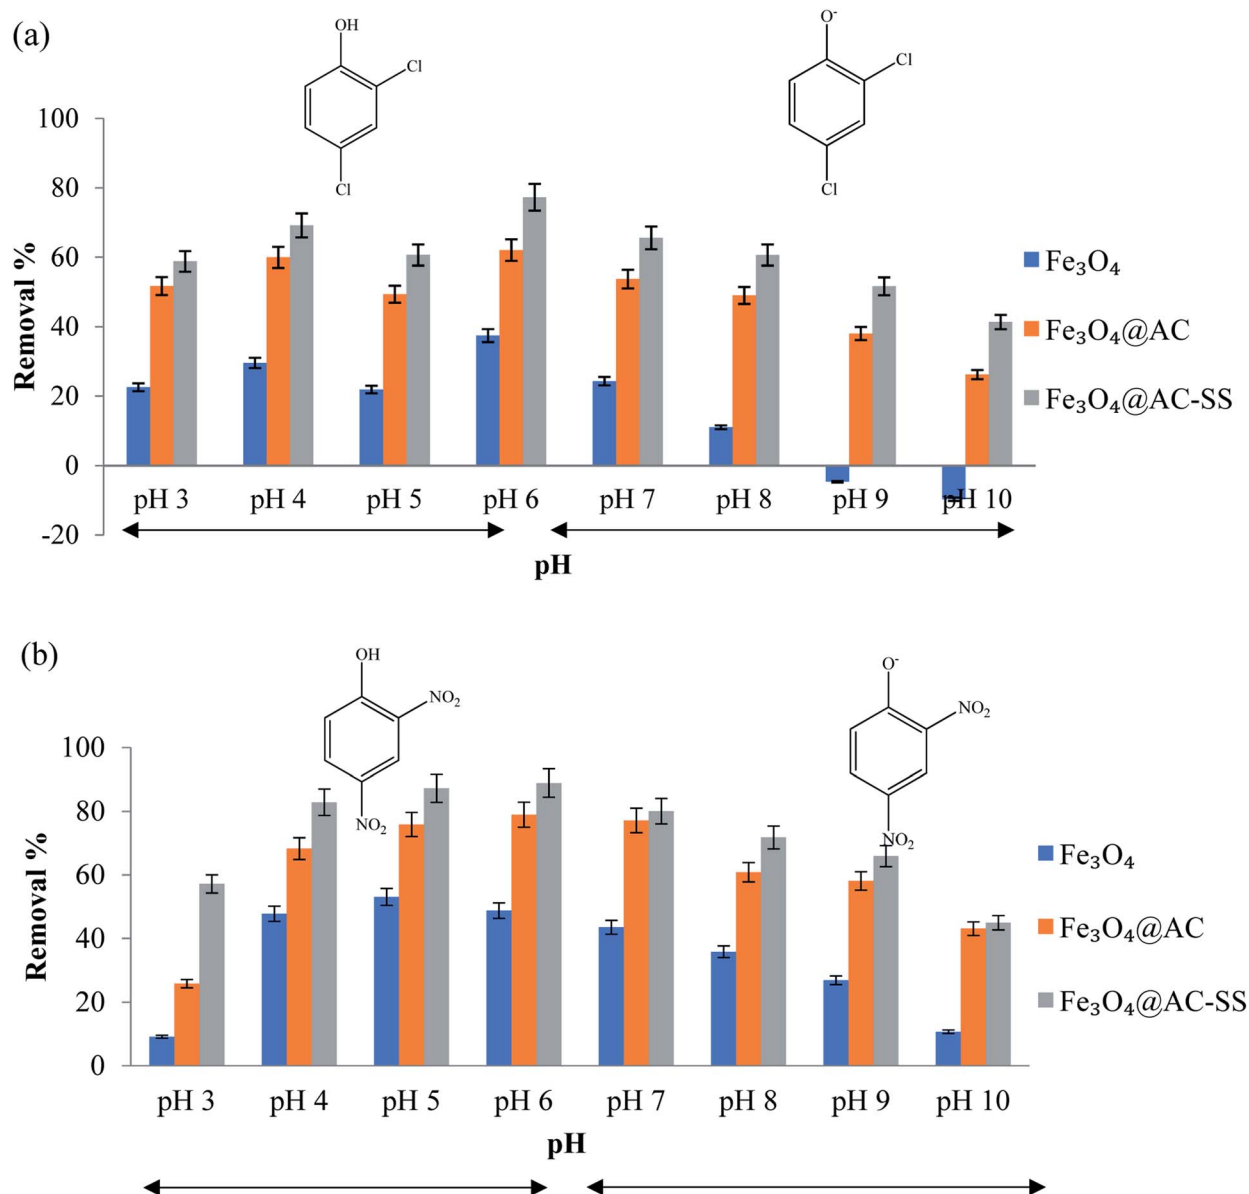 (a)
OH
Cl
Cl
O-
Cl
Cl
Removal %
100
80
60
40
20
0
-20
pH 3 pH 4 pH 5 pH 6 pH 7 pH 8 pH 9 pH 10
pH
Fe₃O₄
Fe₃O₄@AC
Fe₃O₄@AC-SS
(b)
OH
NO₂
NO₂
O-
NO₂
NO₂
Removal %
100
80
60
40
20
0
pH 3 pH 4 pH 5 pH 6 pH 7 pH 8 pH 9 pH 10
pH
Fe₃O₄
Fe₃O₄@AC
Fe₃O₄@AC-SS